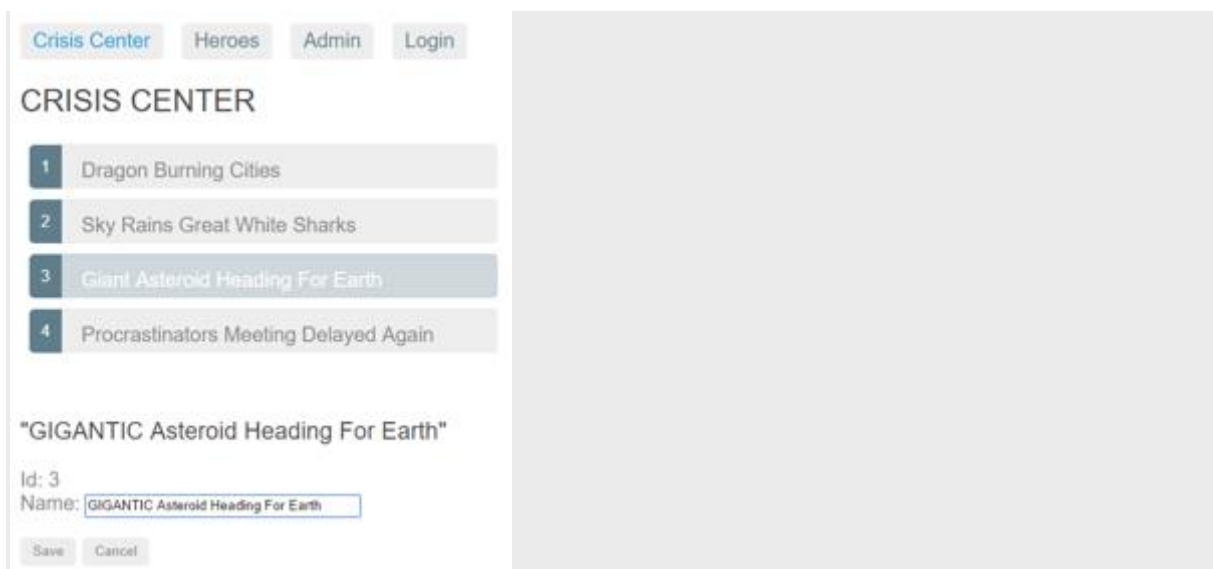 Crisis Center Heroes Admin Login
CRISIS CENTER
1 Dragon Burning Cities
2 Sky Rains Great White Sharks
3 Giant Asteroid Heading For Earth
4 Procrastinators Meeting Delayed Again
"GIGANTIC Asteroid Heading For Earth"
Id: 3
Name: GIGANTIC Asteroid Heading For Earth
Save Cancel